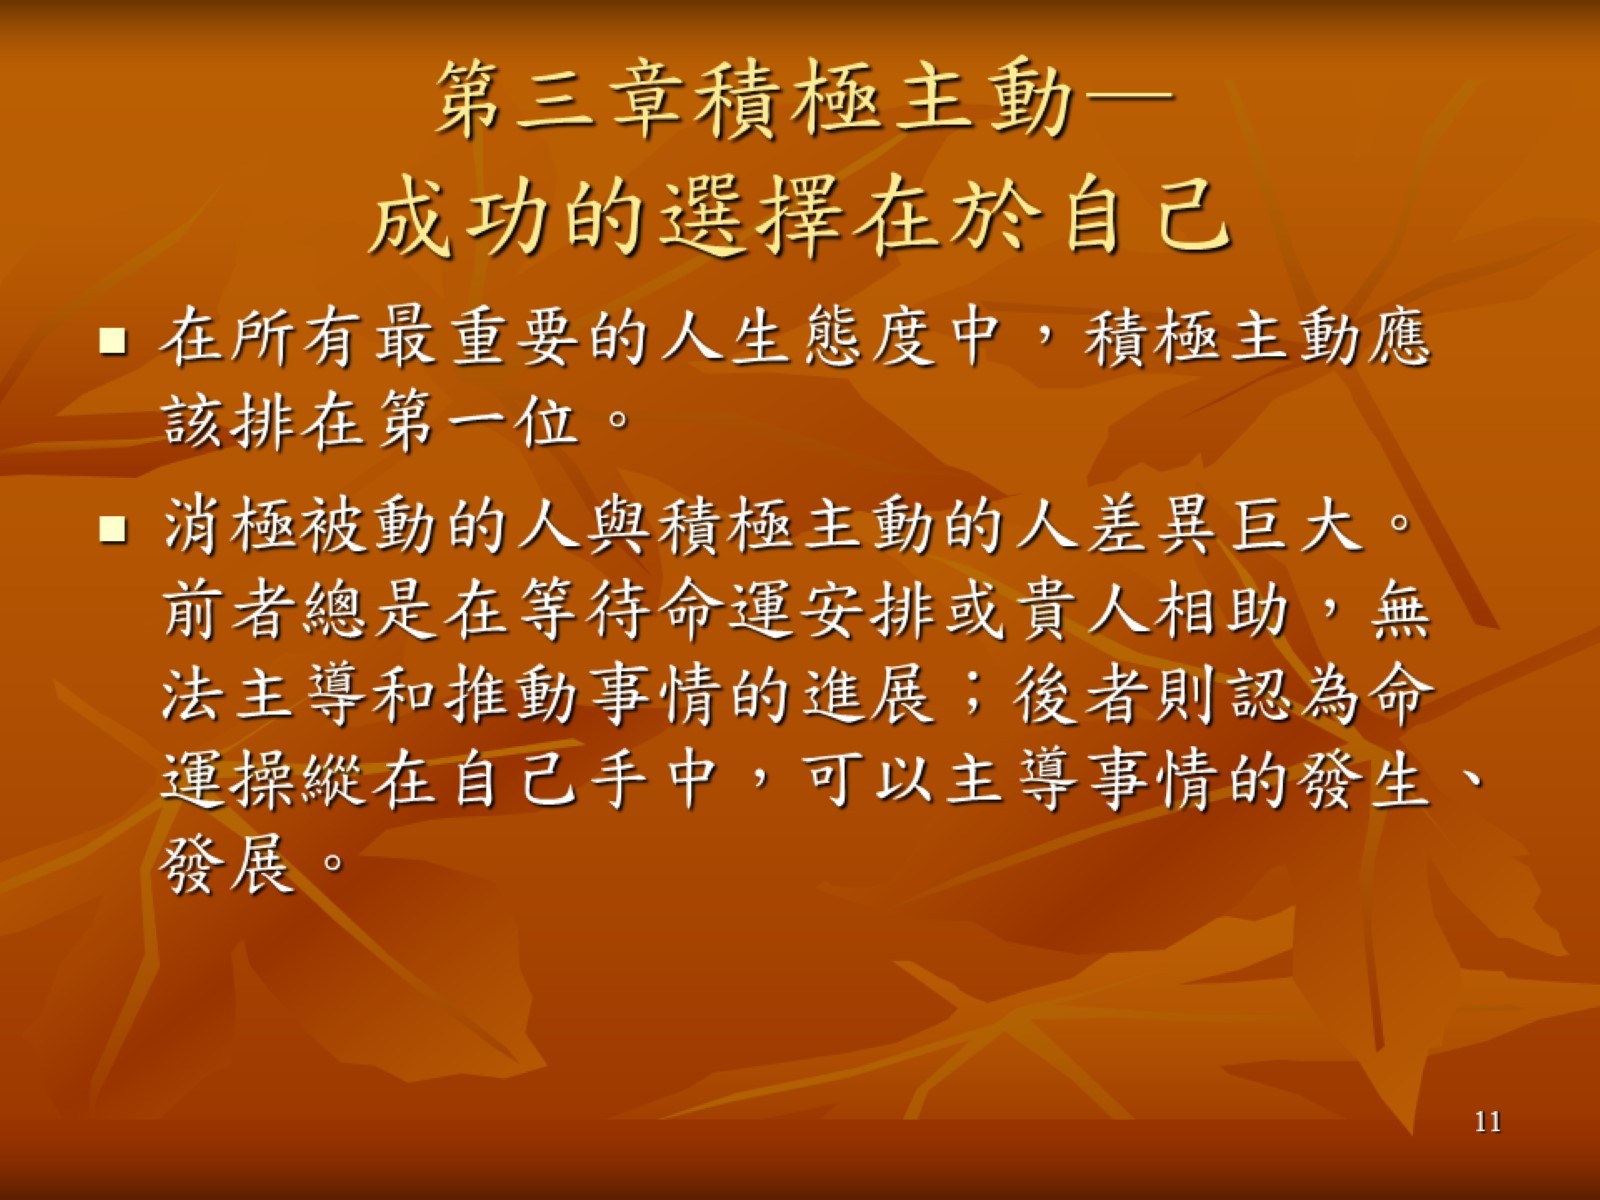 第三章積極主動—
成功的選擇在於自己
■ 在所有最重要的人生態度中，積極主動應
該排在第一位。
■ 消極被動的人與積極主動的人差異巨大。
前者總是在等待命運安排或貴人相助，無
法主導和推動事情的進展；後者則認為命
運操縱在自己手中，可以主導事情的發生、
發展。
11